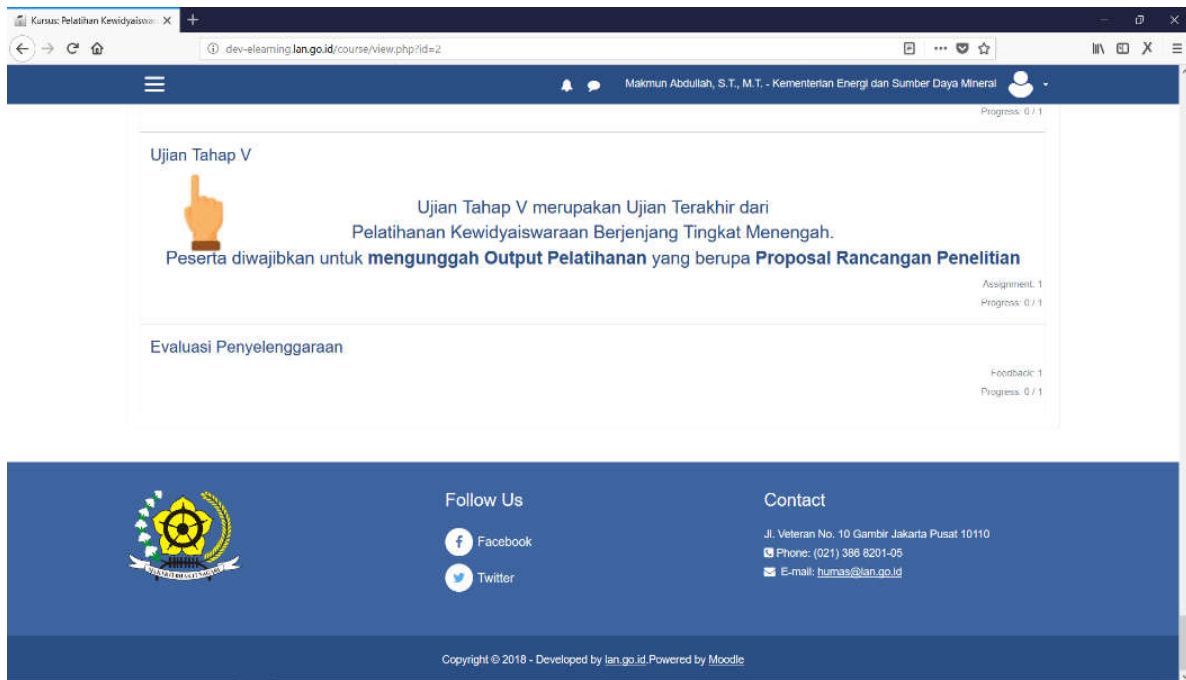 Kursus: Pelatihan Kewidyaiswar
dev-elearning.lan.go.id/course/view.php?id=2
Makmun Abdullah, S.T., M.T. - Kementerian Energi dan Sumber Daya Mineral
Progress: 0 / 1
Ujian Tahap V
Ujian Tahap V merupakan Ujian Terakhir dari
Pelatihanan Kewidyaiswaraan Berjenjang Tingkat Menengah.
Peserta diwajibkan untuk mengunggah Output Pelatihanan yang berupa Proposal Rancangan Penelitian
Assignment: 1
Progress: 0 / 1
Evaluasi Penyelenggaraan
Feedback: 1
Progress: 0 / 1
Follow Us
Facebook
Twitter
Contact
Jl. Veteran No. 10 Gambir Jakarta Pusat 10110
Phone: (021) 386 8201-05
E-mail: humas@lan.go.id
Copyright © 2018 - Developed by lan.go.id.Powered by Moodle